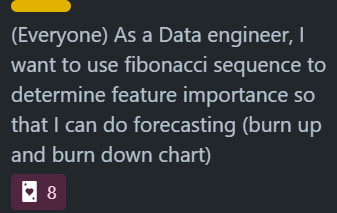 (Everyone) As a Data engineer, I
want to use fibonacci sequence to
determine feature importance so
that I can do forecasting (burn up
and burn down chart)
8